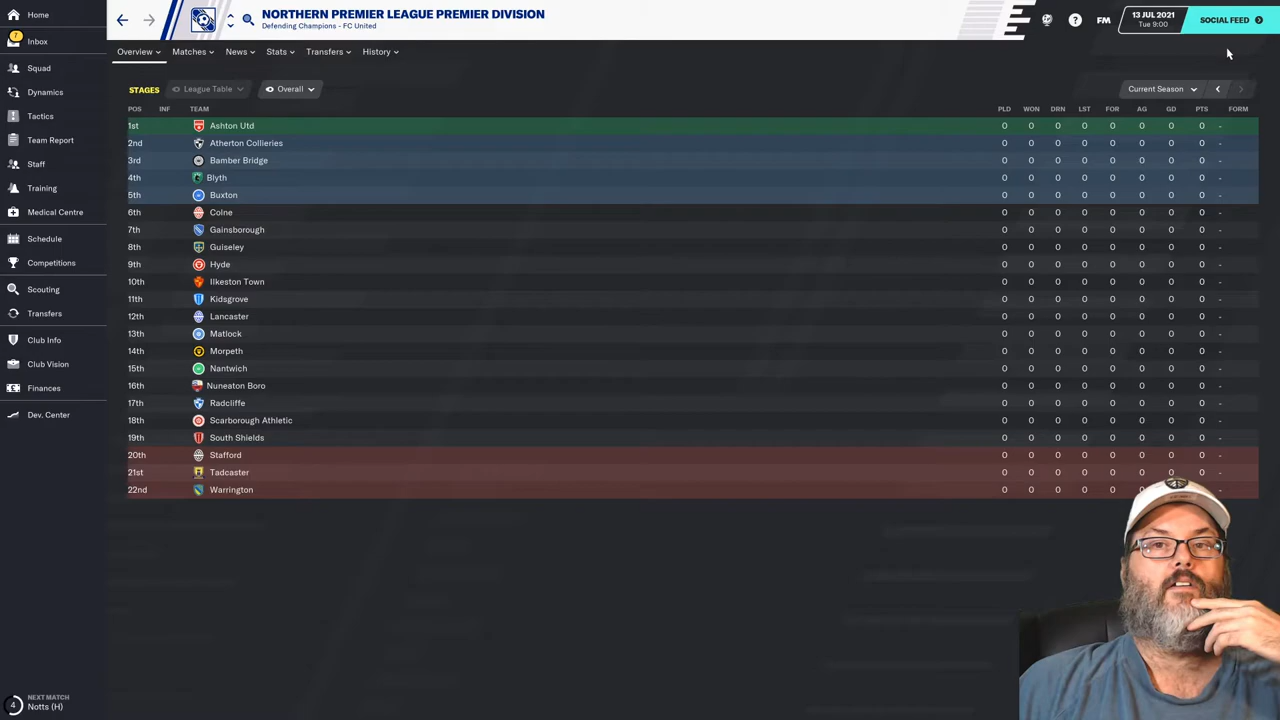 Home
7
Inbox
Squad
Dynamics
Tactics
Team Report
Staff
Training
Medical Centre
Schedule
Competitions
Scouting
Transfers
Club Info
Club Vision
Finances
Dev. Center
4
NEXT MATCH
Notts (H)
NORTHERN PREMIER LEAGUE PREMIER DIVISION
Defending Champions - FC United
? FM
13 JUL 2021
Tue 9:00
SOCIAL FEED
Overview Matches News Stats Transfers History
STAGES League Table Overall Current Season
POS INF TEAM PLD WON DRN LST FOR AG GD PTS FORM
1st Ashton Utd 0 0 0 0 0 0 0 0 -
2nd Atherton Collieries 0 0 0 0 0 0 0 0 -
3rd Bamber Bridge 0 0 0 0 0 0 0 0 -
4th Blyth 0 0 0 0 0 0 0 0 -
5th Buxton 0 0 0 0 0 0 0 0 -
6th Colne 0 0 0 0 0 0 0 0 -
7th Gainsborough 0 0 0 0 0 0 0 0 -
8th Guiseley 0 0 0 0 0 0 0 0 -
9th Hyde 0 0 0 0 0 0 0 0 -
10th Ilkeston Town 0 0 0 0 0 0 0 0 -
11th Kidsgrove 0 0 0 0 0 0 0 0 -
12th Lancaster 0 0 0 0 0 0 0 0 -
13th Matlock 0 0 0 0 0 0 0 0 -
14th Morpeth 0 0 0 0 0 0 0 0 -
15th Nantwich 0 0 0 0 0 0 0 0 -
16th Nuneaton Boro 0 0 0 0 0 0 0 0 -
17th Radcliffe 0 0 0 0 0 0 0 0 -
18th Scarborough Athletic 0 0 0 0 0 0 0 0 -
19th South Shields 0 0 0 0 0 0 0 0 -
20th Stafford 0 0 0 0 0 0 0 0 -
21st Tadcaster 0 0 0 0 0 0 0 0 -
22nd Warrington 0 0 0 0 0 0 0 0 -